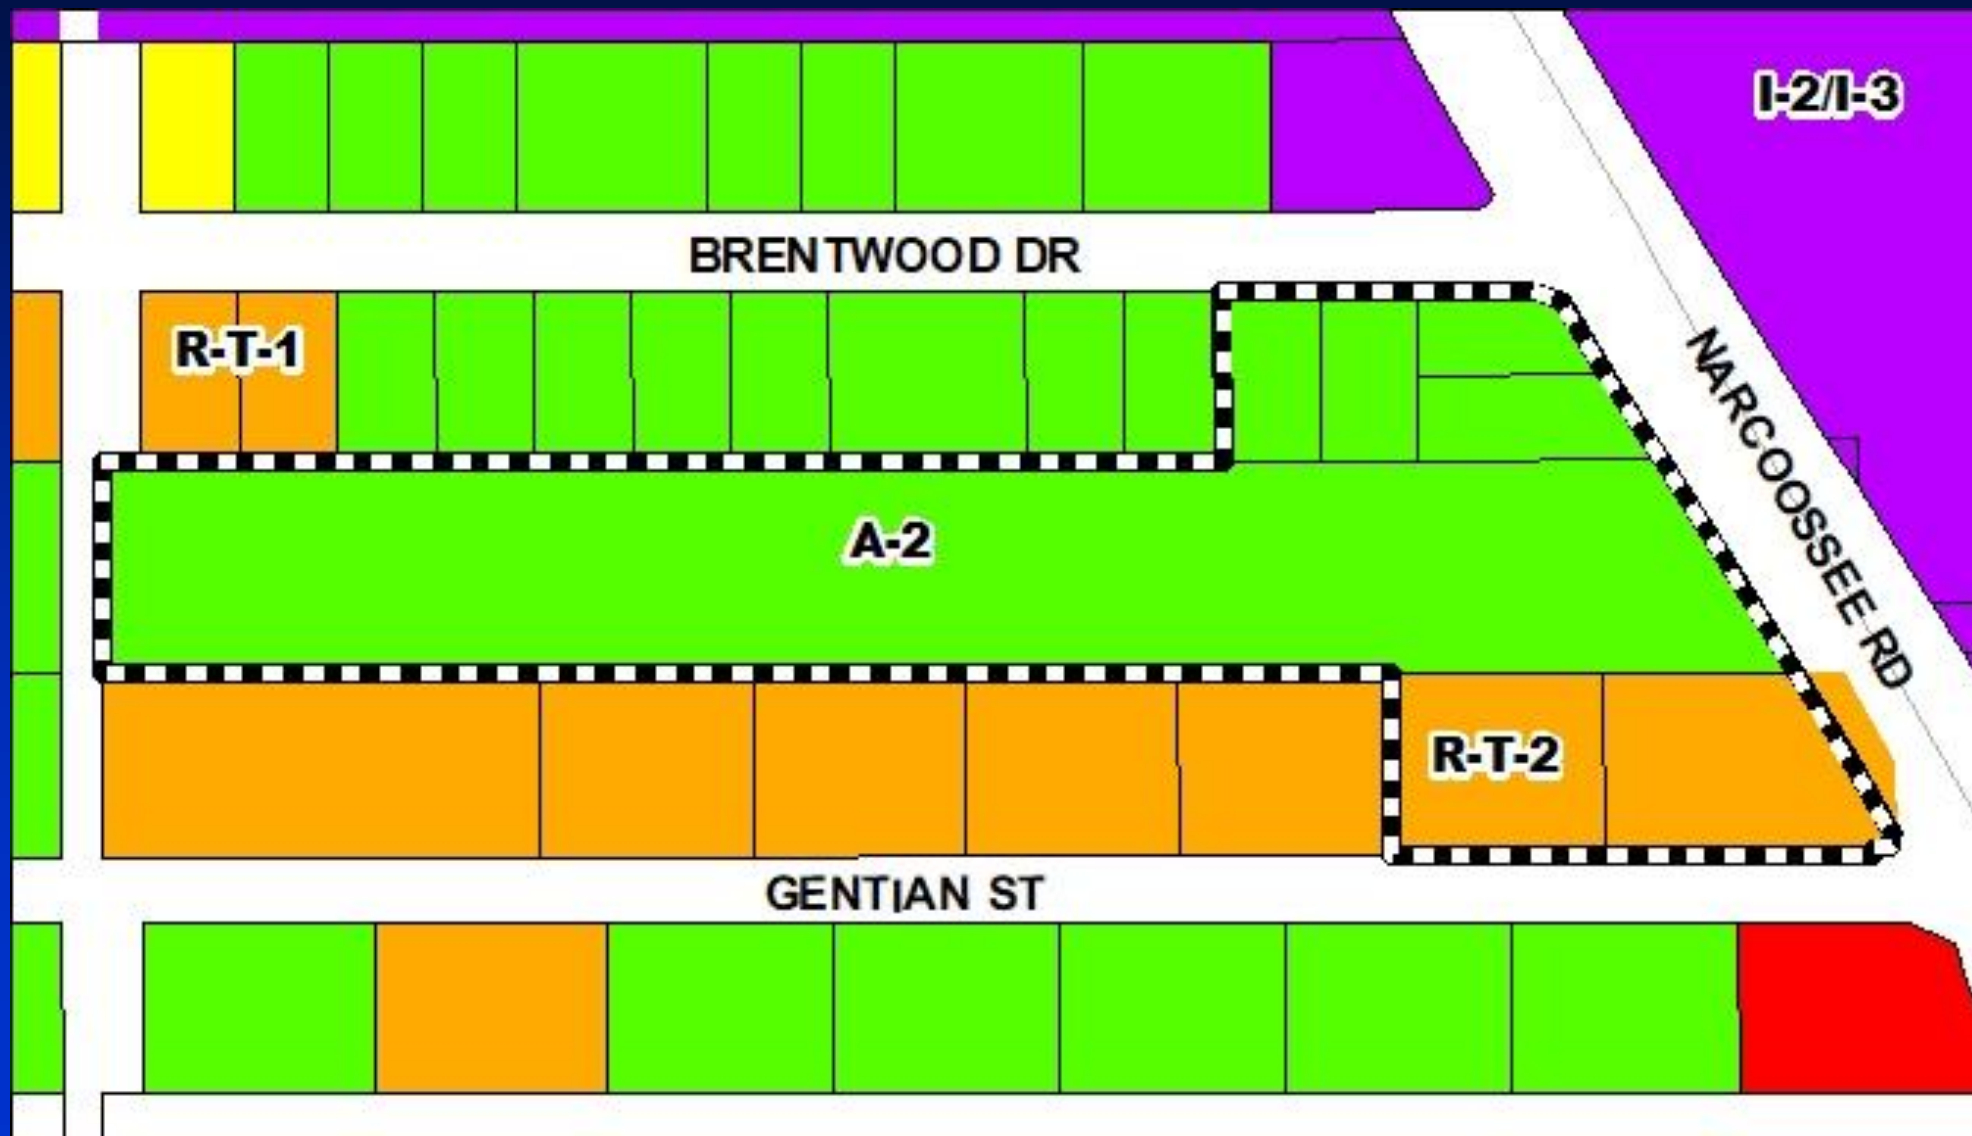 I-2/I-3
BRENTWOOD DR
R-T-1
NARCOOSSEE RD
A-2
R-T-2
GENTIAN ST